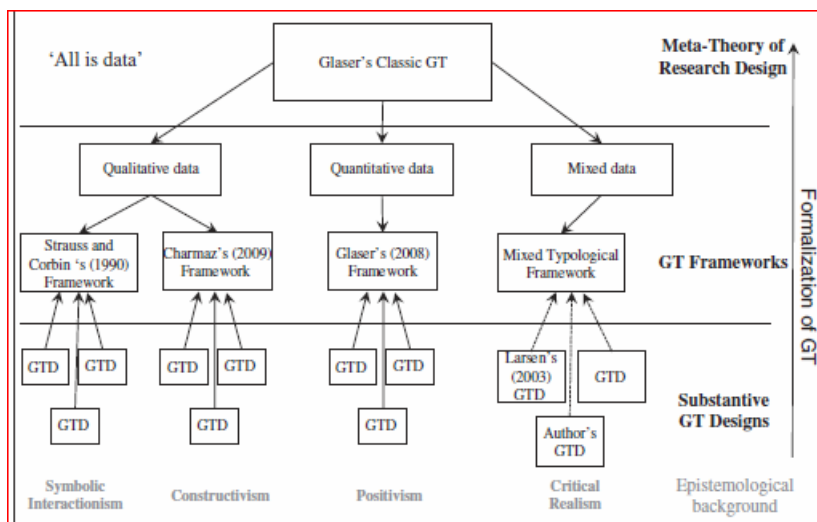 'All is data'
Glaser's Classic GT
Meta-Theory of
Research Design
Qualitative data
Quantitative data
Mixed data
Strauss and
Corbin 's (1990)
Framework
Charmaz's (2009)
Framework
Glaser's (2008)
Framework
Mixed Typological
Framework
GT Frameworks
Formalization of GT
GTD
GTD
GTD
GTD
GTD
GTD
Larsen's
(2003)
GTD
GTD
GTD
GTD
GTD
Author's
GTD
Substantive
GT Designs
Symbolic
Interactionism
Constructivism
Positivism
Critical
Realism
Epistemological
background